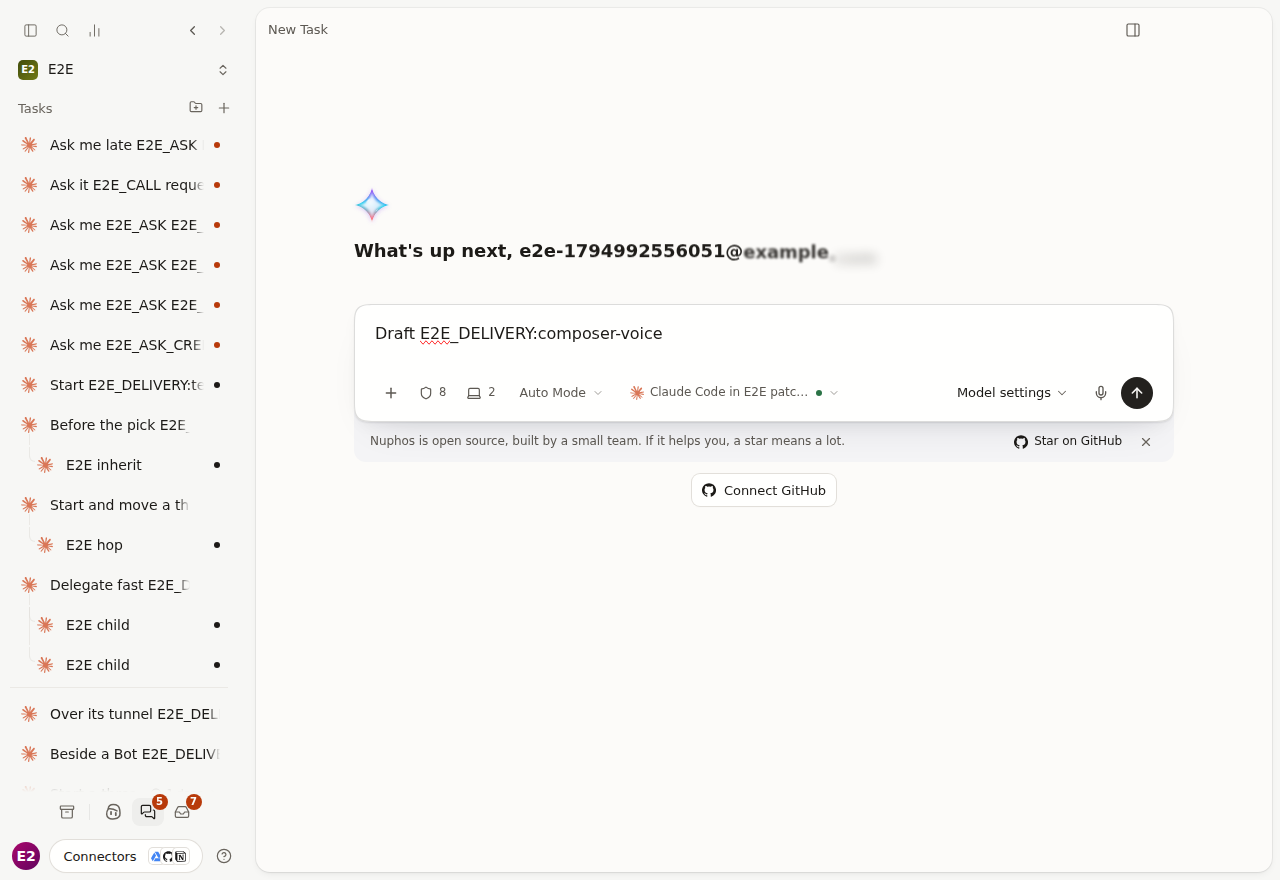 New Task
E2 E2E
Tasks
Ask me late E2E_ASK
Ask it E2E_CALL reque
Ask me E2E_ASK E2E_
Ask me E2E_ASK E2E_
Ask me E2E_ASK E2E_
Ask me E2E_ASK_CRE
Start E2E_DELIVERY:te
Before the pick E2E_
E2E inherit
Start and move a th
E2E hop
Delegate fast E2E_D
E2E child
E2E child
Over its tunnel E2E_DEL
Beside a Bot E2E_DELIV
5
7
E2 Connectors
What's up next, e2e-1794992556051@example.
Draft E2E_DELIVERY:composer-voice
8 2 Auto Mode Claude Code in E2E patc... Model settings
Nuphos is open source, built by a small team. If it helps you, a star means a lot. Star on GitHub
Connect GitHub